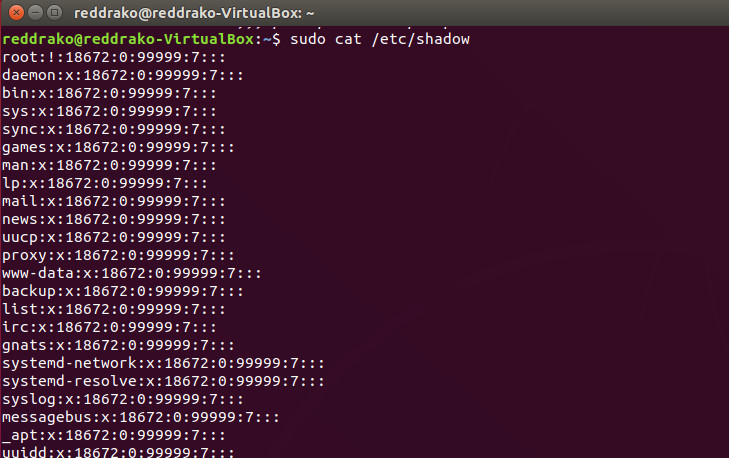 reddrako@reddrako-VirtualBox: ~
reddrako@reddrako-VirtualBox:~$ sudo cat /etc/shadow
root:!:18672:0:99999:7:::
daemon:x:18672:0:99999:7:::
bin:x:18672:0:99999:7:::
sys:x:18672:0:99999:7:::
sync:x:18672:0:99999:7:::
games:x:18672:0:99999:7:::
man:x:18672:0:99999:7:::
lp:x:18672:0:99999:7:::
mail:x:18672:0:99999:7:::
news:x:18672:0:99999:7:::
uucp:x:18672:0:99999:7:::
proxy:x:18672:0:99999:7:::
www-data:x:18672:0:99999:7:::
backup:x:18672:0:99999:7:::
list:x:18672:0:99999:7:::
irc:x:18672:0:99999:7:::
gnats:x:18672:0:99999:7:::
systemd-network:x:18672:0:99999:7:::
systemd-resolve:x:18672:0:99999:7:::
syslog:x:18672:0:99999:7:::
messagebus:x:18672:0:99999:7:::
_apt:x:18672:0:99999:7:::
uuidd:x:18672:0:99999:7:::